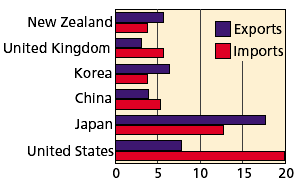 New Zealand
United Kingdom
Korea
China
Japan
United States
Exports
Imports
0 5 10 15 20